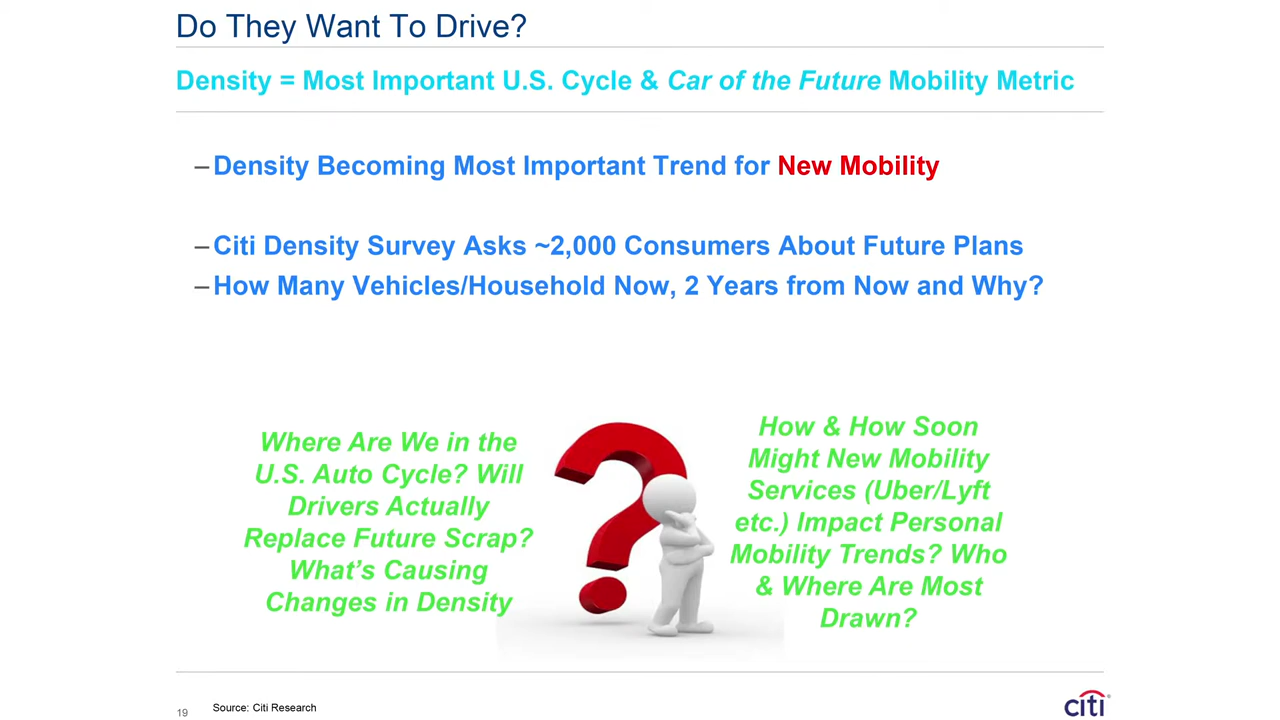 Do They Want To Drive?
Density = Most Important U.S. Cycle & Car of the Future Mobility Metric
– Density Becoming Most Important Trend for New Mobility
– Citi Density Survey Asks ~2,000 Consumers About Future Plans
– How Many Vehicles/Household Now, 2 Years from Now and Why?
Where Are We in the
U.S. Auto Cycle? Will
Drivers Actually
Replace Future Scrap?
What’s Causing
Changes in Density
How & How Soon
Might New Mobility
Services (Uber/Lyft
etc.) Impact Personal
Mobility Trends? Who
& Where Are Most
Drawn?
19
Source: Citi Research
citi®